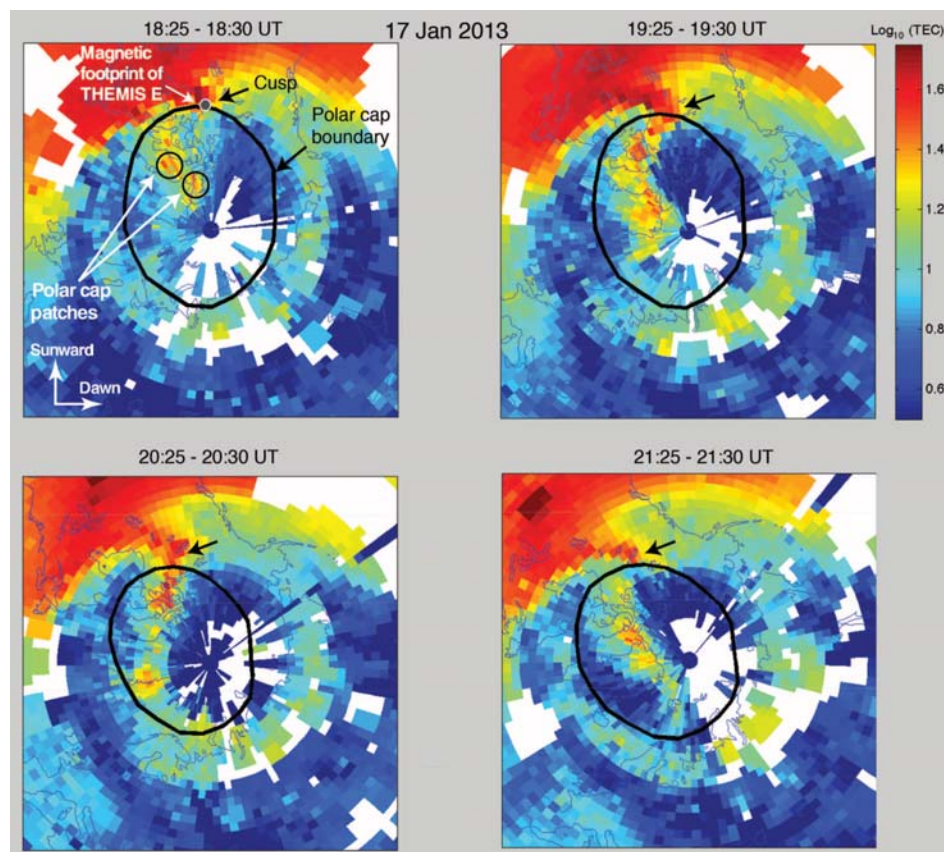 18:25 - 18:30 UT
17 Jan 2013
19:25 - 19:30 UT
Log10 (TEC)
Magnetic
footprint of
THEMIS E
Cusp
Polar cap
boundary
Polar cap
patches
Sunward
Dawn
1.6
1.4
1.2
1
0.8
0.6
20:25 - 20:30 UT
21:25 - 21:30 UT